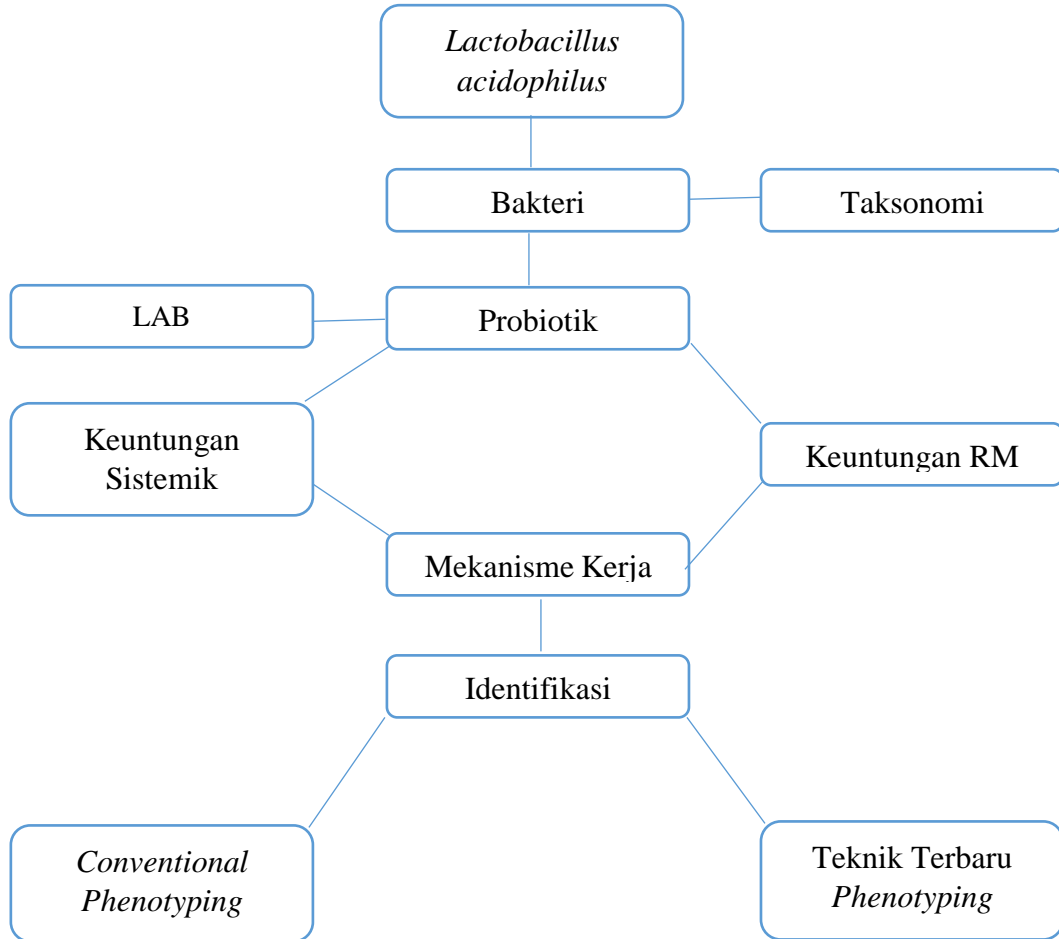 Lactobacillus
acidophilus
Bakteri
Taksonomi
LAB
Probiotik
Keuntungan
Sistemik
Keuntungan RM
Mekanisme Kerja
Identifikasi
Conventional
Phenotyping
Teknik Terbaru
Phenotyping